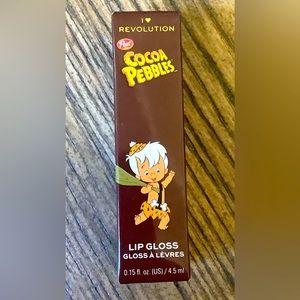 I ♥
REVOLUTION
Post
COCOA
PEBBLES
LIP GLOSS
GLOSS À LÈVRES
0.15 fl. oz. (US) / 4.5 ml